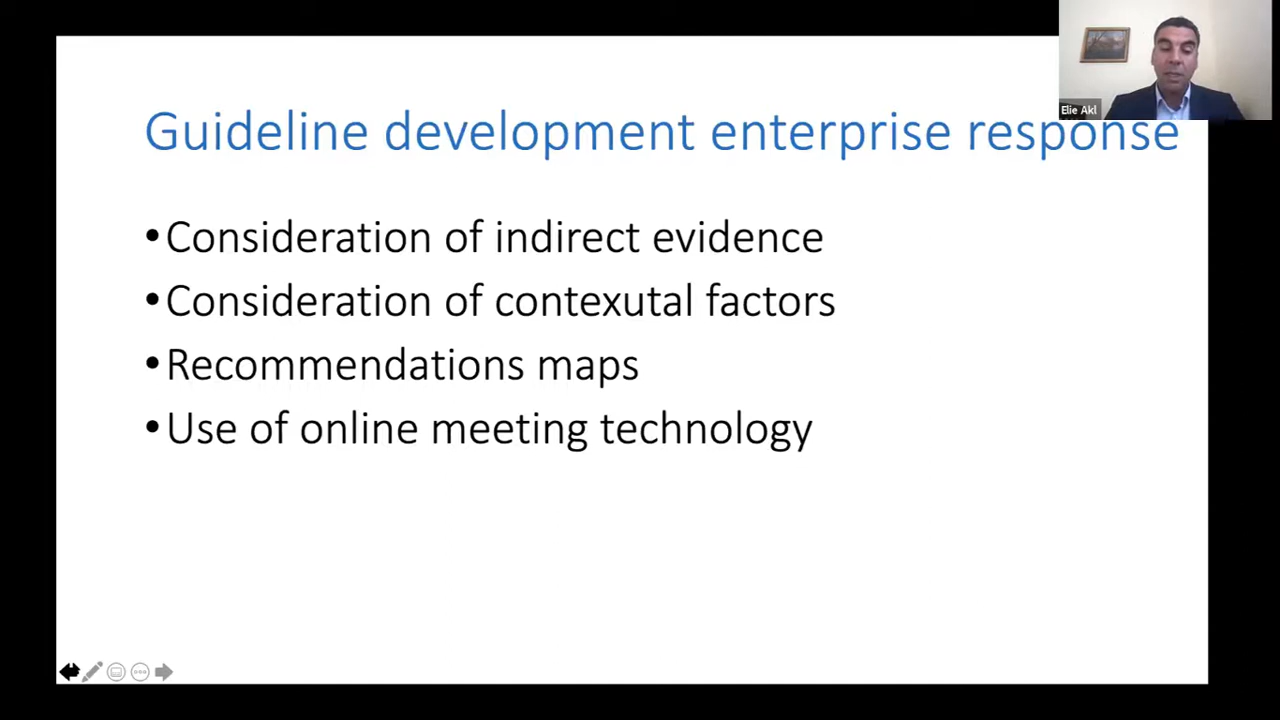 Elie Akl
Guideline development enterprise response
•Consideration of indirect evidence
•Consideration of contexutal factors
•Recommendations maps
•Use of online meeting technology